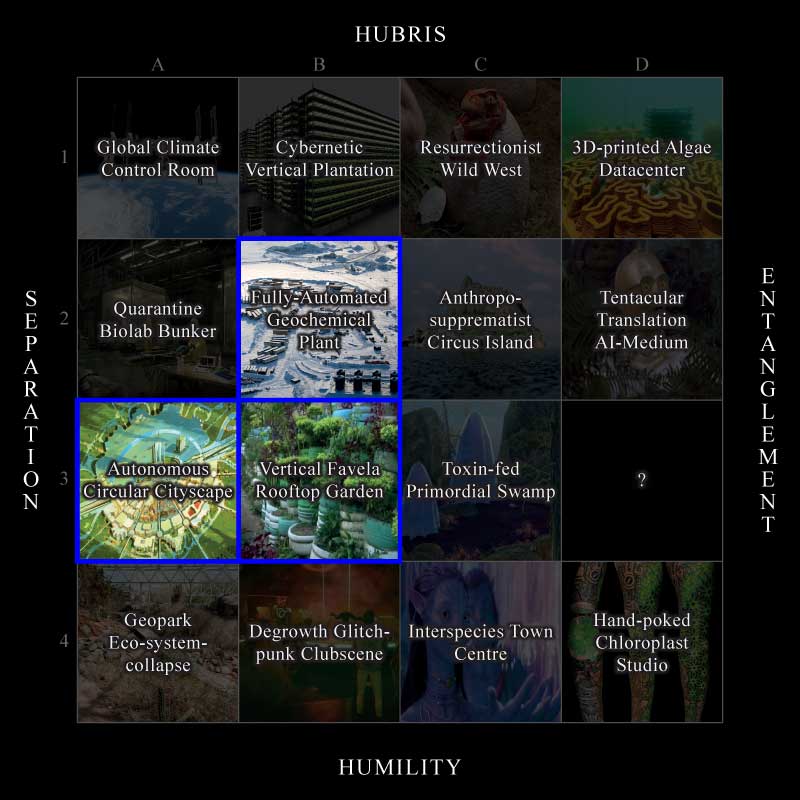 HUBRIS
A B C D
1
Global Climate
Control Room
Cybernetic
Vertical Plantation
Resurrectionist
Wild West
3D-printed Algae
Datacenter
SEPARATION
2
Quarantine
Biolab Bunker
Fully-Automated
Geochemical
Plant
Anthropo-
supprematist
Circus Island
Tentacular
Translation
AI-Medium
ENTANGLEMENT
3
Autonomous
Circular Cityscape
Vertical Favela
Rooftop Garden
Toxin-fed
Primordial Swamp
?
4
Geopark
Eco-system-
collapse
Degrowth Glitch-
punk Clubscene
Interspecies Town
Centre
Hand-poked
Chloroplast
Studio
HUMILITY